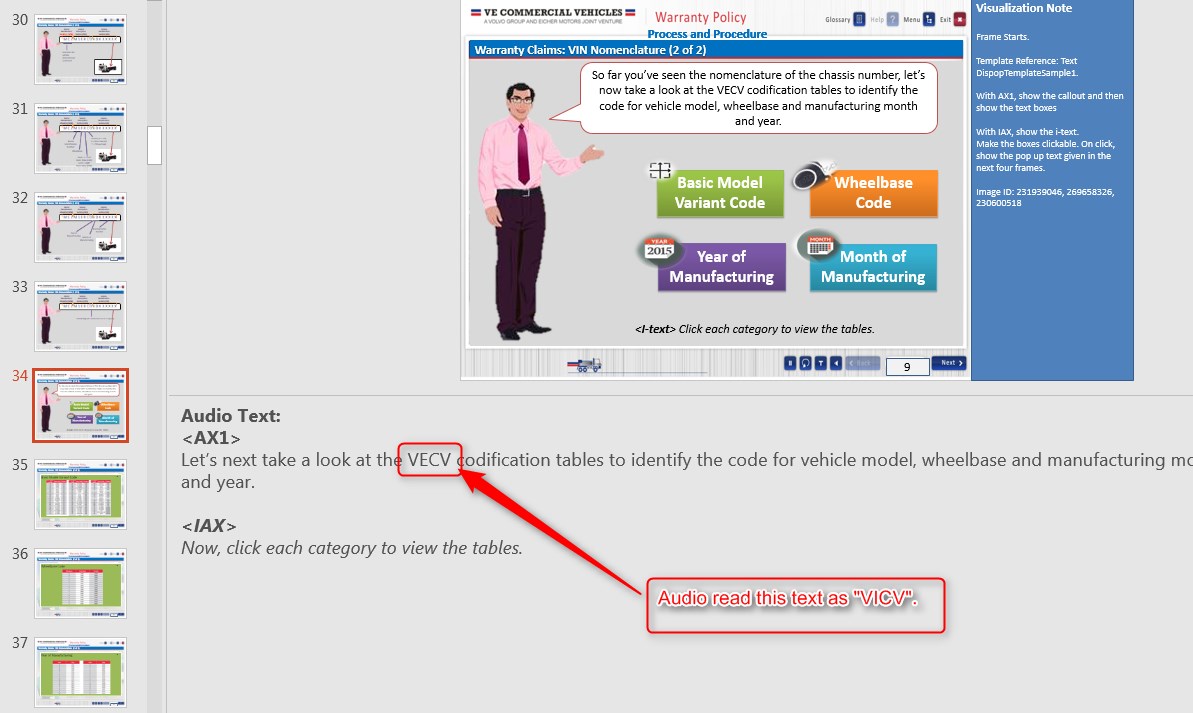 30
31
32
33
34
35
36
37
VE COMMERCIAL VEHICLES
A VOLVO GROUP AND EICHER MOTORS JOINT VENTURE
Warranty Policy
Process and Procedure
Glossary Help ? Menu Exit
Warranty Claims: VIN Nomenclature (2 of 2)
So far you've seen the nomenclature of the chassis number, let's
now take a look at the VECV codification tables to identify the
code for vehicle model, wheelbase and manufacturing month
and year.
Basic Model
Variant Code
Wheelbase
Code
YEAR
2015
Year of
Manufacturing
MONTH
Month of
Manufacturing
<I-text> Click each category to view the tables.
Back
9
Next
Visualization Note
Frame Starts.
Template Reference: Text
DispopTemplateSample1.
With AX1, show the callout and then
show the text boxes
With IAX, show the i-text.
Make the boxes clickable. On click,
show the pop up text given in the
next four frames.
Image ID: 231939046, 269658326,
230600518
Audio Text:
<AX1>
Let's next take a look at the VECV codification tables to identify the code for vehicle model, wheelbase and manufacturing mo
and year.
<IAX>
Now, click each category to view the tables.
Audio read this text as "VICV".